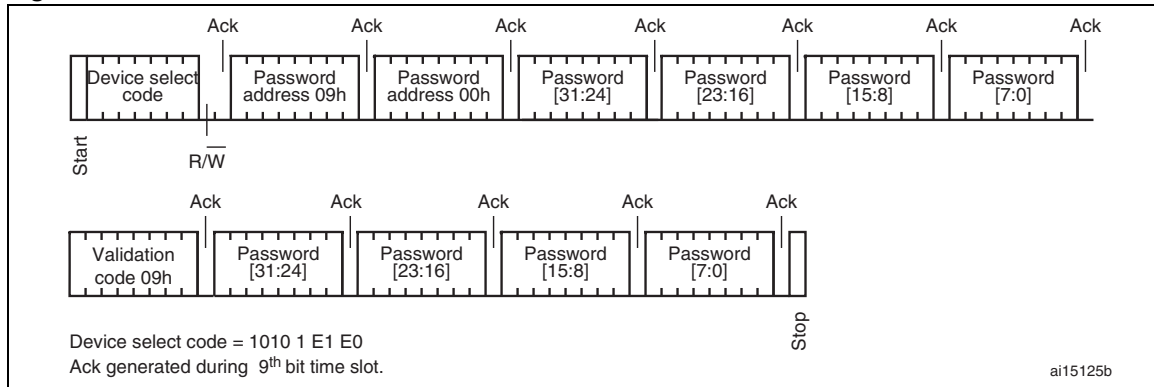 Ack Ack Ack Ack Ack Ack Ack
Device select code
Password address 09h
Password address 00h
Password [31:24]
Password [23:16]
Password [15:8]
Password [7:0]
Start
R/W
Ack Ack Ack Ack Ack
Validation code 09h
Password [31:24]
Password [23:16]
Password [15:8]
Password [7:0]
Stop
Device select code = 1010 1 E1 E0
Ack generated during 9th bit time slot.
ai15125b